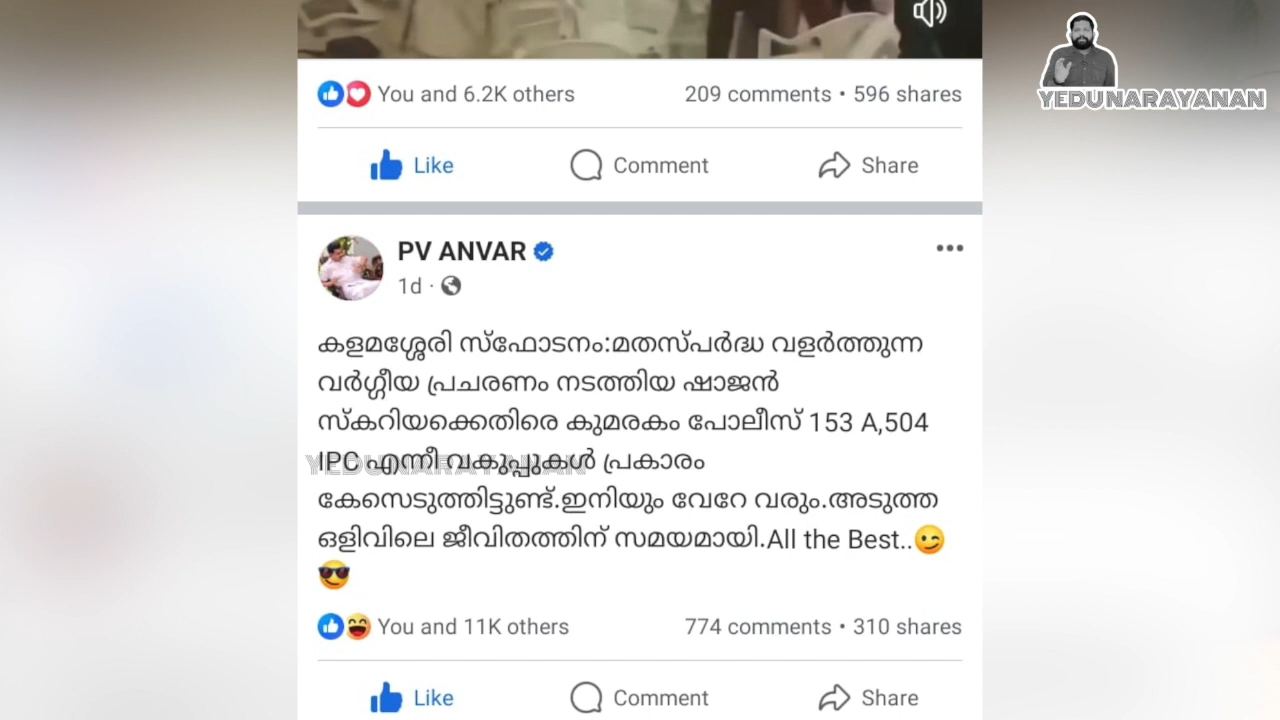 YEDUNARAYANAN
You and 6.2K others 209 comments • 596 shares
Like Comment Share
PV ANVAR
1d ·
കളമശ്ശേരി സ്ഫോടനം:മതസ്പർദ്ധ വളർത്തുന്ന
വർഗ്ഗീയ പ്രചരണം നടത്തിയ ഷാജൻ
സ്കറിയക്കെതിരെ കുമരകം പോലീസ് 153 A,504
IPC എന്നീ വകുപ്പുകൾ പ്രകാരം
YEDUNARAYANAN
കേസെടുത്തിട്ടുണ്ട്.ഇനിയും വേറേ വരും.അടുത്ത
ഒളിവിലെ ജീവിതത്തിന് സമയമായി.All the Best..😉
😎
You and 11K others 774 comments • 310 shares
Like Comment Share